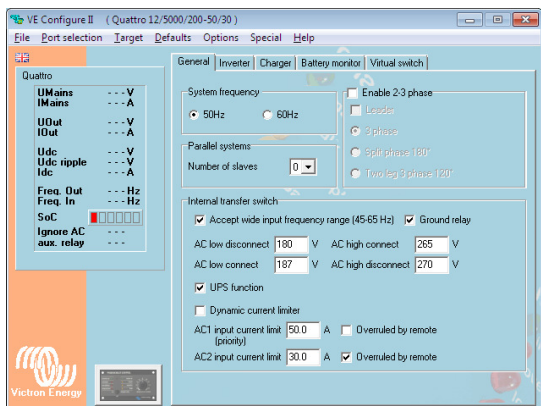 VE Configure II ( Quattro 12/5000/200-50/30 )
File Port selection Target Defaults Options Special Help
Quattro
UMains - - - V
IMains - - - A
UOut - - - V
IOut - - - A
Udc - - - V
Udc ripple - - - V
Idc - - - A
Freq. Out - - - Hz
Freq. In - - - Hz
SoC
Ignore AC - - -
aux. relay - - -
Victron Energy
General Inverter Charger Battery monitor Virtual switch
System frequency
50Hz 60Hz
Parallel systems
Number of slaves 0
Enable 2-3 phase
Leader
3 phase
Split phase 180°
Two leg 3 phase 120°
Internal transfer switch
Accept wide input frequency range (45-65 Hz) Ground relay
AC low disconnect 180 V AC high connect 265 V
AC low connect 187 V AC high disconnect 270 V
UPS function
Dynamic current limiter
AC1 input current limit 50.0 A Overruled by remote
(priority)
AC2 input current limit 30.0 A Overruled by remote